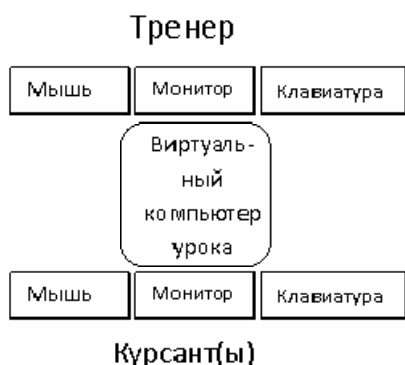 Тренер
Мышь Монитор Клавиатура
Виртуаль-
ный
компьютер
урока
Мышь Монитор Клавиатура
Курсант(ы)